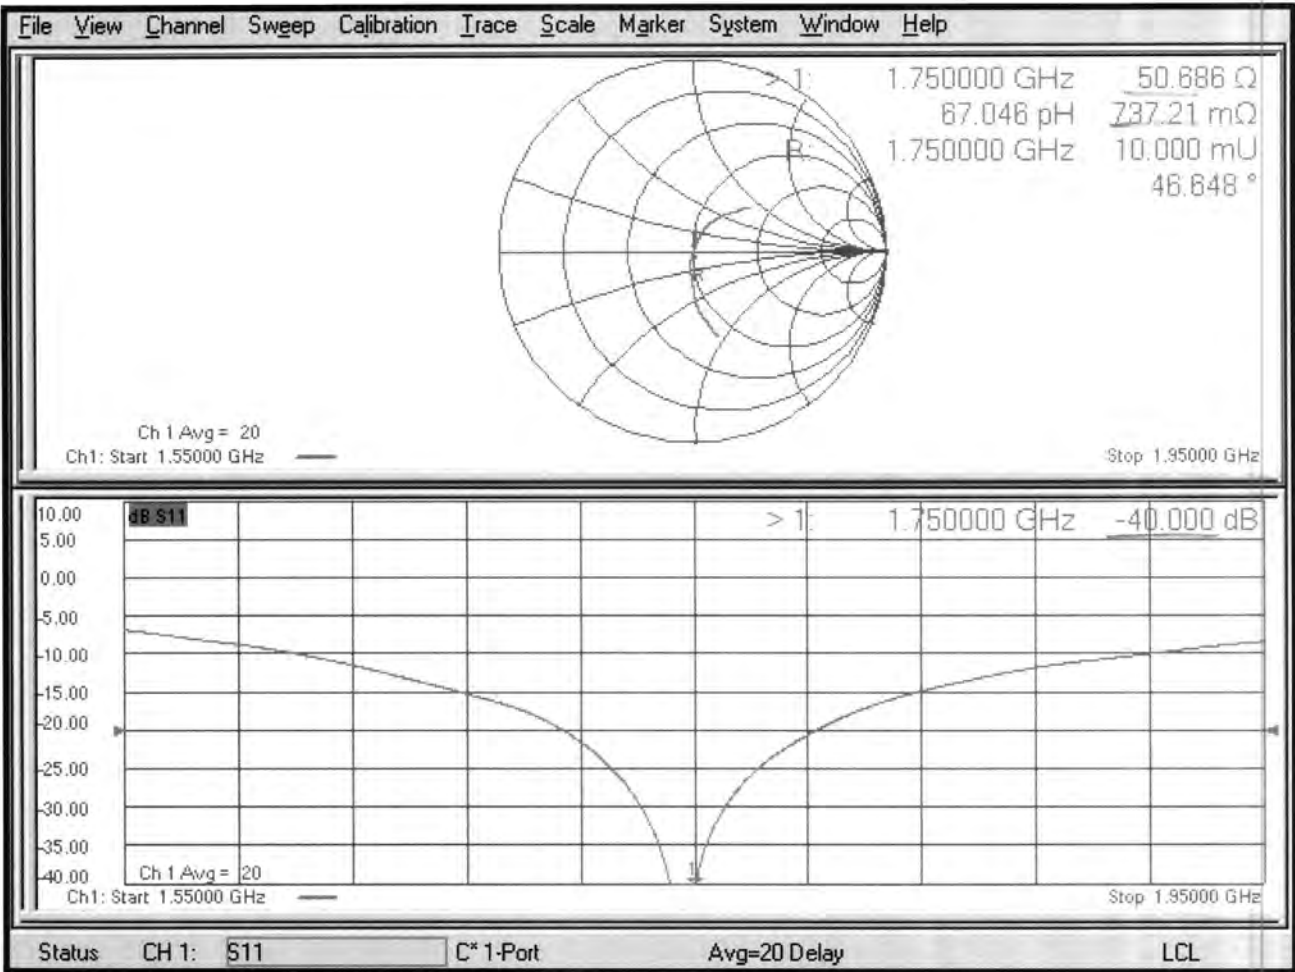 File View Channel Sweep Calibration Trace Scale Marker System Window Help
> 1: 1.750000 GHz 50.686 Ω
67.046 pH 737.21 mΩ
R: 1.750000 GHz 10.000 mU
46.648 °
R
Ch 1 Avg = 20
Ch1: Start 1.55000 GHz
Stop 1.95000 GHz
10.00
dB S11
> 1: 1.750000 GHz -40.000 dB
5.00
0.00
-5.00
-10.00
-15.00
-20.00
-25.00
-30.00
-35.00
1
-40.00
Ch 1 Avg = 20
Ch1: Start 1.55000 GHz
Stop 1.95000 GHz
Status CH 1: S11 C* 1-Port Avg=20 Delay LCL